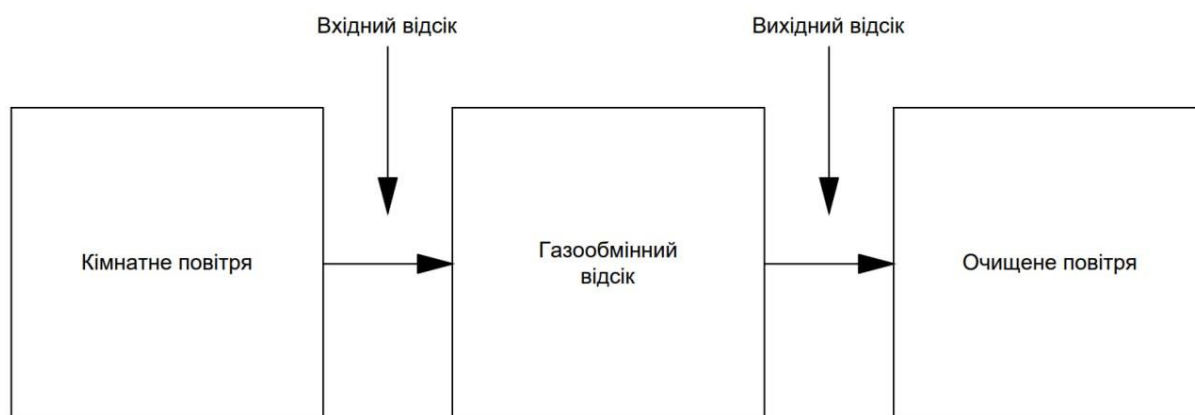 Вхідний відсік
Вихідний відсік
Кімнатне повітря
Газообмінний
відсік
Очищене повітря